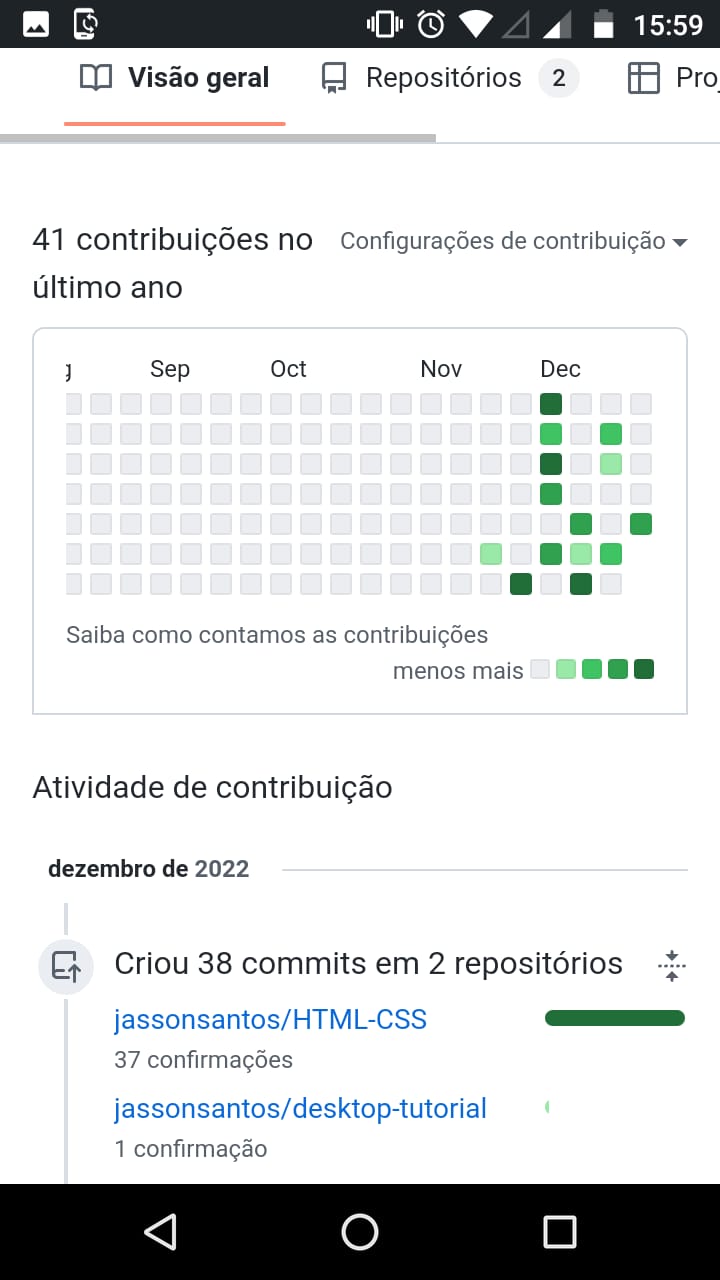 15:59
Visão geral Repositórios 2 Pro
41 contribuições no
último ano
Configurações de contribuição
Sep Oct Nov Dec
Saiba como contamos as contribuições
menos mais
Atividade de contribuição
dezembro de 2022
Criou 38 commits em 2 repositórios
jassonsantos/HTML-CSS
37 confirmações
jassonsantos/desktop-tutorial
1 confirmação